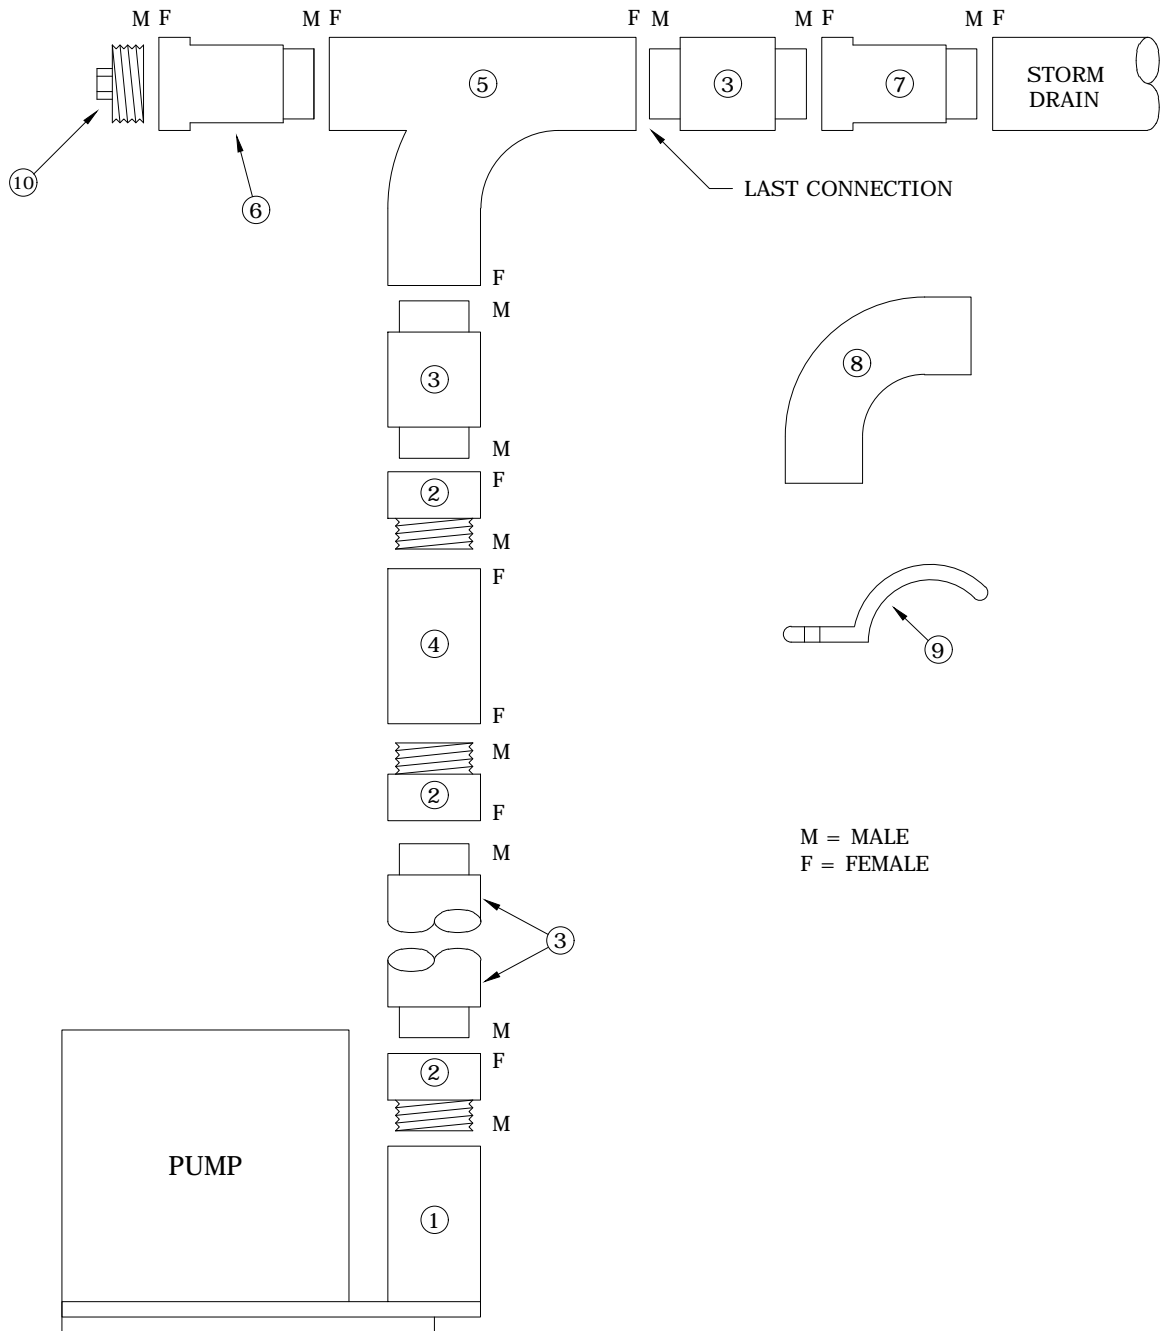 M F M F F M M F M F
5 3 7 STORM
DRAIN
10 6 LAST CONNECTION
F
M
8
3
M
F
2
M
F
4 9
F
M
2
F
M = MALE
M
F = FEMALE
3
M
F
2
M
PUMP
1